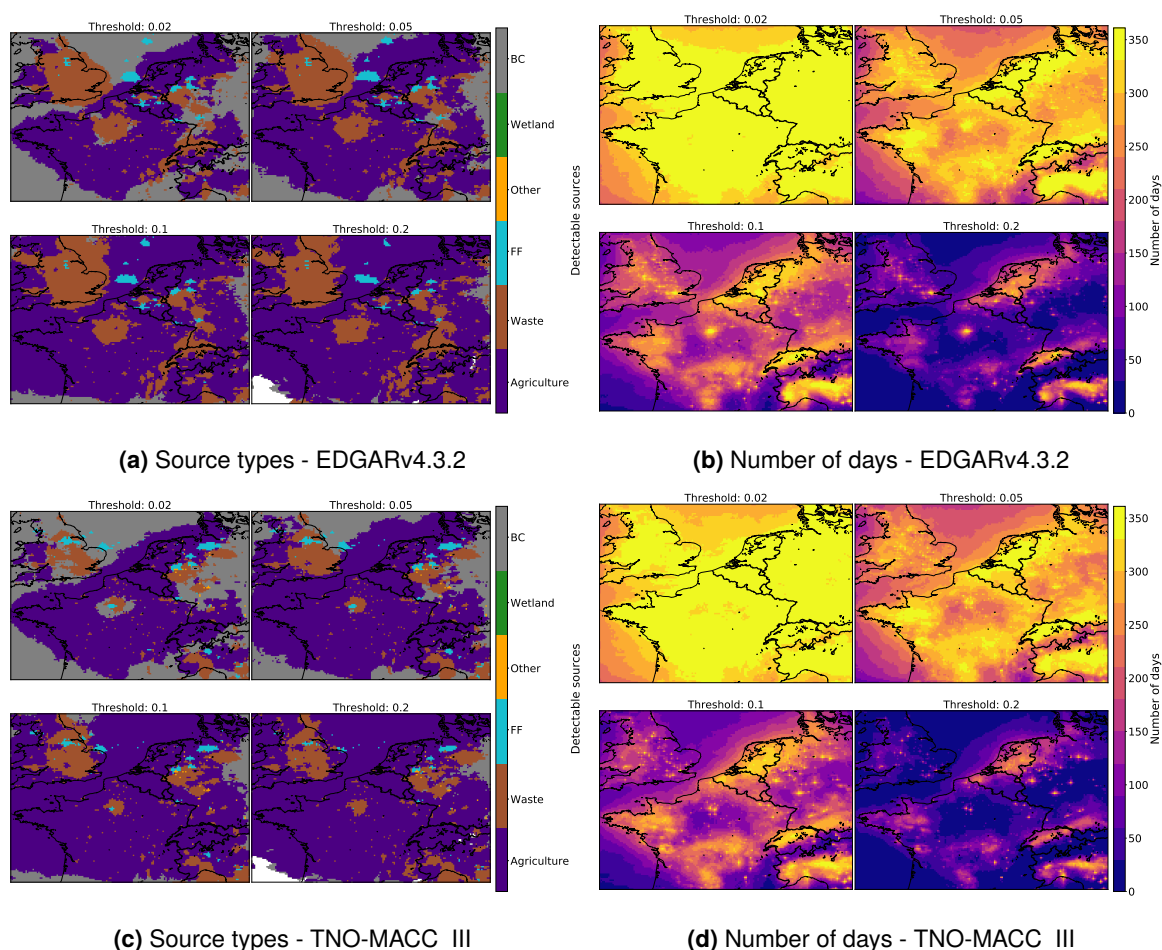 Threshold: 0.02
Threshold: 0.05
BC
Wetland
Other
FF
Waste
Agriculture
Detectable sources
Threshold: 0.1
Threshold: 0.2
Threshold: 0.02
Threshold: 0.05
350
300
250
200
150
100
50
0
Number of days
Threshold: 0.1
Threshold: 0.2
(a) Source types - EDGARv4.3.2
(b) Number of days - EDGARv4.3.2
Threshold: 0.02
Threshold: 0.05
BC
Wetland
Other
FF
Waste
Agriculture
Detectable sources
Threshold: 0.1
Threshold: 0.2
Threshold: 0.02
Threshold: 0.05
350
300
250
200
150
100
50
0
Number of days
Threshold: 0.1
Threshold: 0.2
(c) Source types - TNO-MACC_III
(d) Number of days - TNO-MACC_III